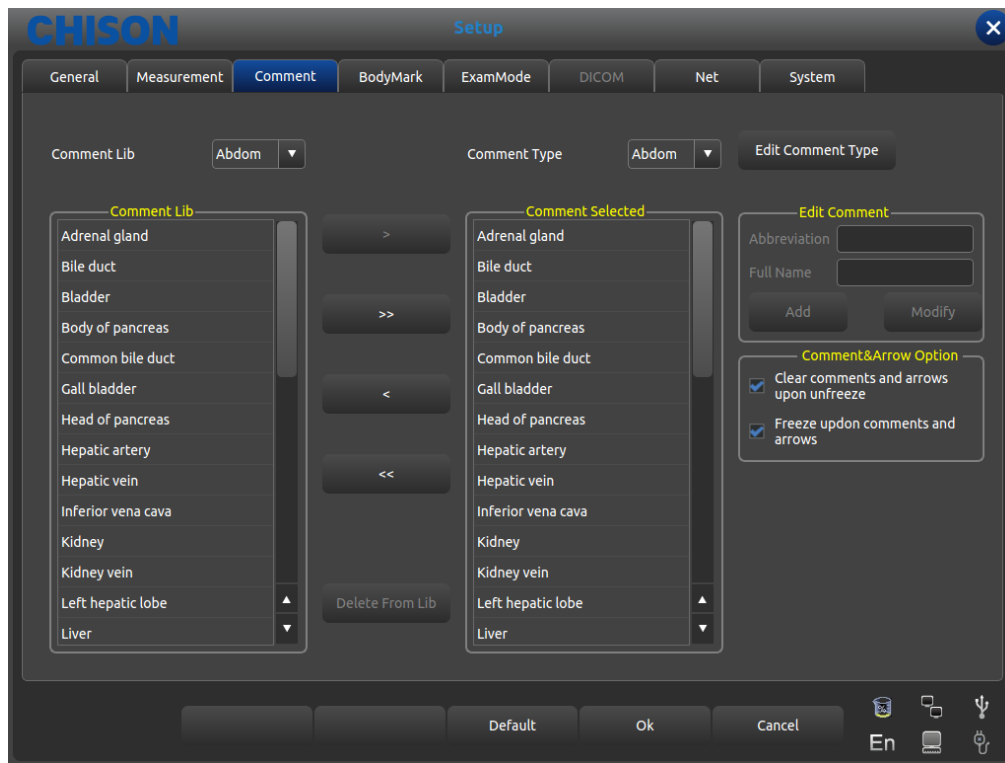 CHISON
Setup
General
Measurement
Comment
BodyMark
ExamMode
DICOM
Net
System
Comment Lib
Abdom
Comment Type
Abdom
Edit Comment Type
Comment Lib
Adrenal gland
Bile duct
Bladder
Body of pancreas
Common bile duct
Gall bladder
Head of pancreas
Hepatic artery
Hepatic vein
Inferior vena cava
Kidney
Kidney vein
Left hepatic lobe
Liver
>
>>
<
<<
Delete From Lib
Comment Selected
Adrenal gland
Bile duct
Bladder
Body of pancreas
Common bile duct
Gall bladder
Head of pancreas
Hepatic artery
Hepatic vein
Inferior vena cava
Kidney
Kidney vein
Left hepatic lobe
Liver
Edit Comment
Abbreviation
Full Name
Add
Modify
Comment&Arrow Option
Clear comments and arrows
upon unfreeze
Freeze updon comments and
arrows
Default
Ok
Cancel
En